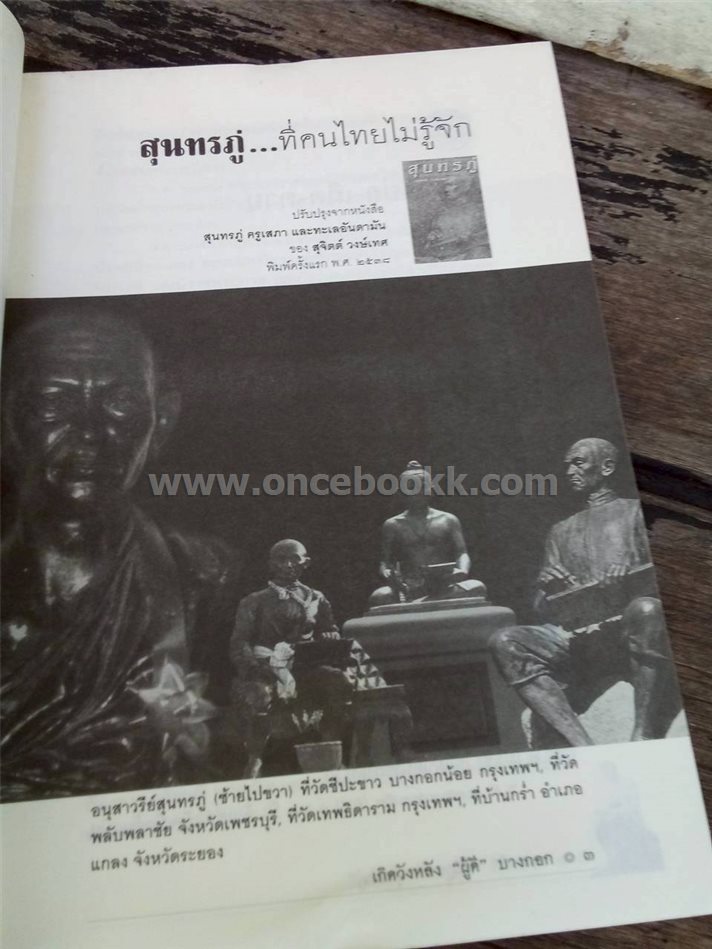 สุนทรภู่...ที่คนไทยไม่รู้จัก
สุนทรภู่
ปรับปรุงจากหนังสือ
สุนทรภู่ ครูเสภา และทะเลอันดามัน
ของ สุจิตต์ วงษ์เทศ
พิมพ์ครั้งแรก พ.ศ. ๒๕๓๘
www.oncebookk.com
อนุสาวรีย์สุนทรภู่ (ซ้ายไปขวา) ที่วัดชีปะขาว บางกอกน้อย กรุงเทพฯ, ที่วัด
พลับพลาชัย จังหวัดเพชรบุรี, ที่วัดเทพธิดาราม กรุงเทพฯ, ที่บ้านกร่ำ อำเภอ
แกลง จังหวัดระยอง
เกิดวังหลัง "ผู้ดี" บางกอก ๏ ๓